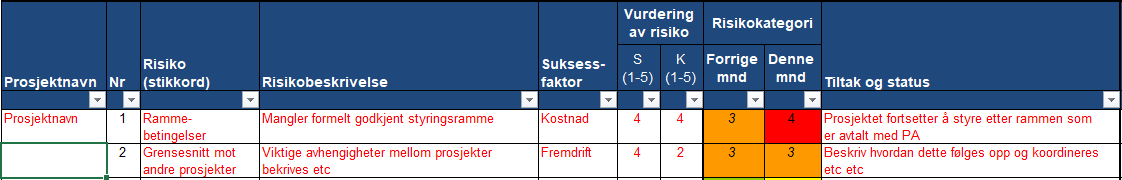 Vurdering av risiko
Risikokategori
Prosjektnavn
Nr
Risiko (stikkord)
Risikobeskrivelse
Suksess-faktor
S (1-5)
K (1-5)
Forrige mnd
Denne mnd
Tiltak og status
Prosjektnavn 1 Ramme- Mangler formelt godkjent styringsramme Kostnad 4 4 3 4 Prosjektet fortsetter å styre etter rammen som
betingelser er avtalt med PA
2 Grensesnitt mot Viktige avhengigheter mellom prosjekter Fremdrift 4 2 3 3 Beskriv hvordan dette følges opp og koordineres
andre prosjekter bekrives etc etc etc